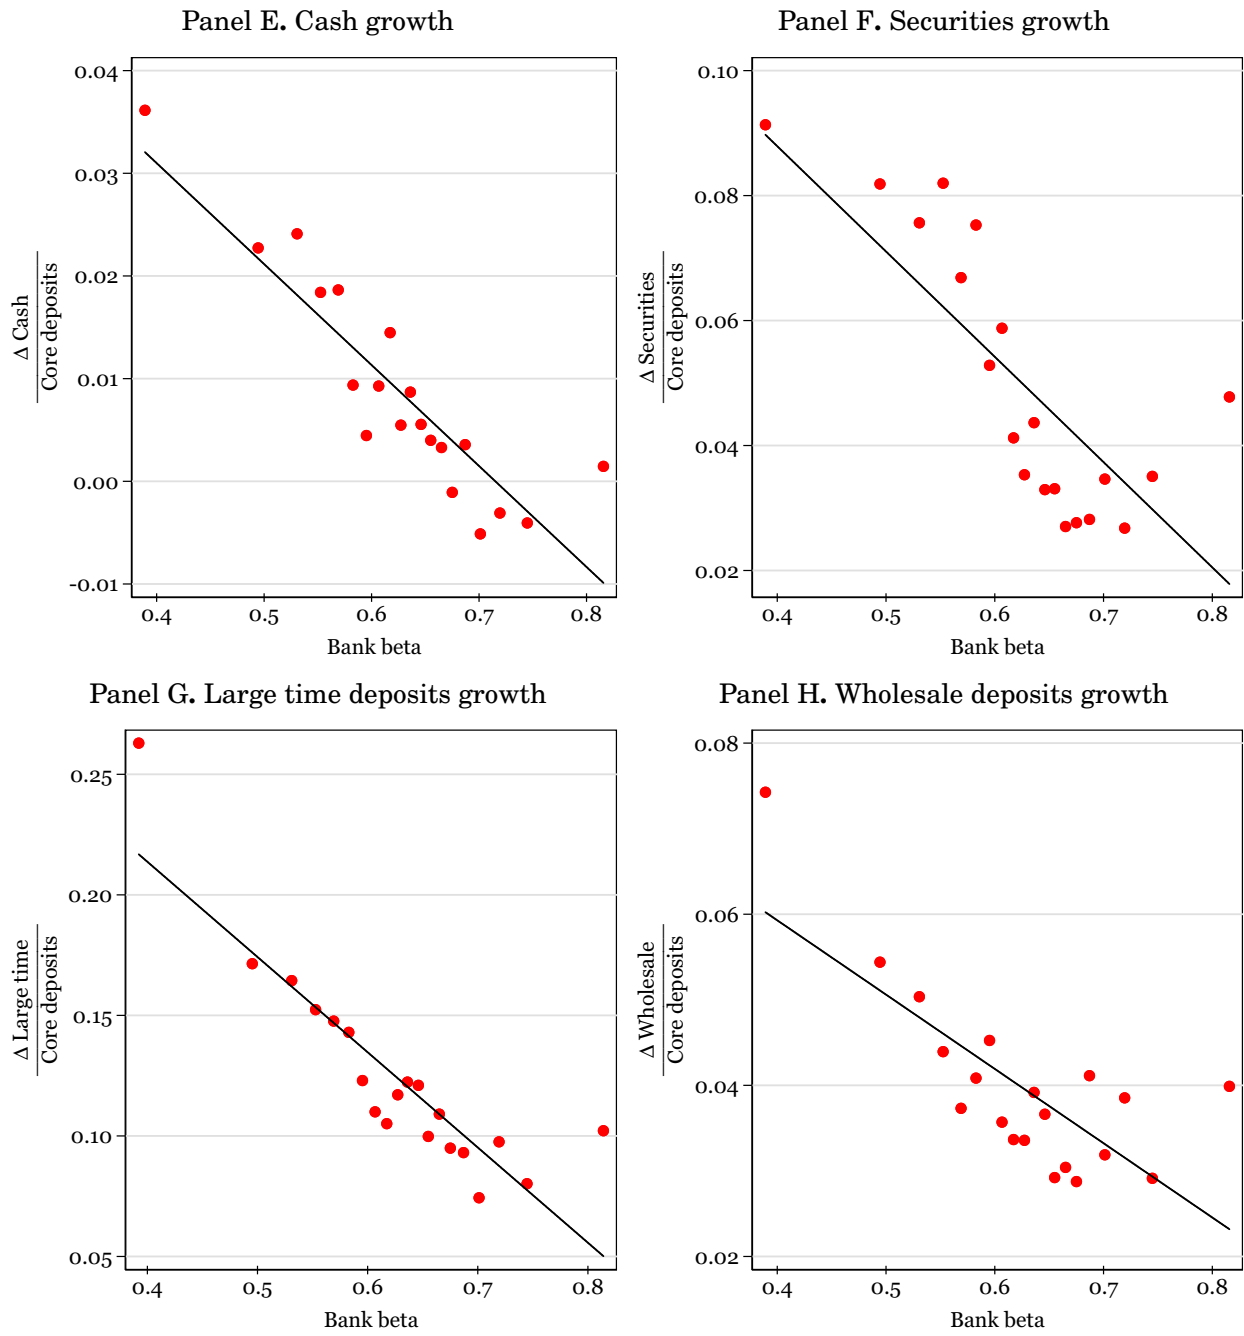 Panel E. Cash growth
Δ Cash
Core deposits
0.04
0.03
0.02
0.01
0.00
-0.01
0.4 0.5 0.6 0.7 0.8
Bank beta
Panel F. Securities growth
Δ Securities
Core deposits
0.10
0.08
0.06
0.04
0.02
0.4 0.5 0.6 0.7 0.8
Bank beta
Panel G. Large time deposits growth
Δ Large time
Core deposits
0.25
0.20
0.15
0.10
0.05
0.4 0.5 0.6 0.7 0.8
Bank beta
Panel H. Wholesale deposits growth
Δ Wholesale
Core deposits
0.08
0.06
0.04
0.02
0.4 0.5 0.6 0.7 0.8
Bank beta